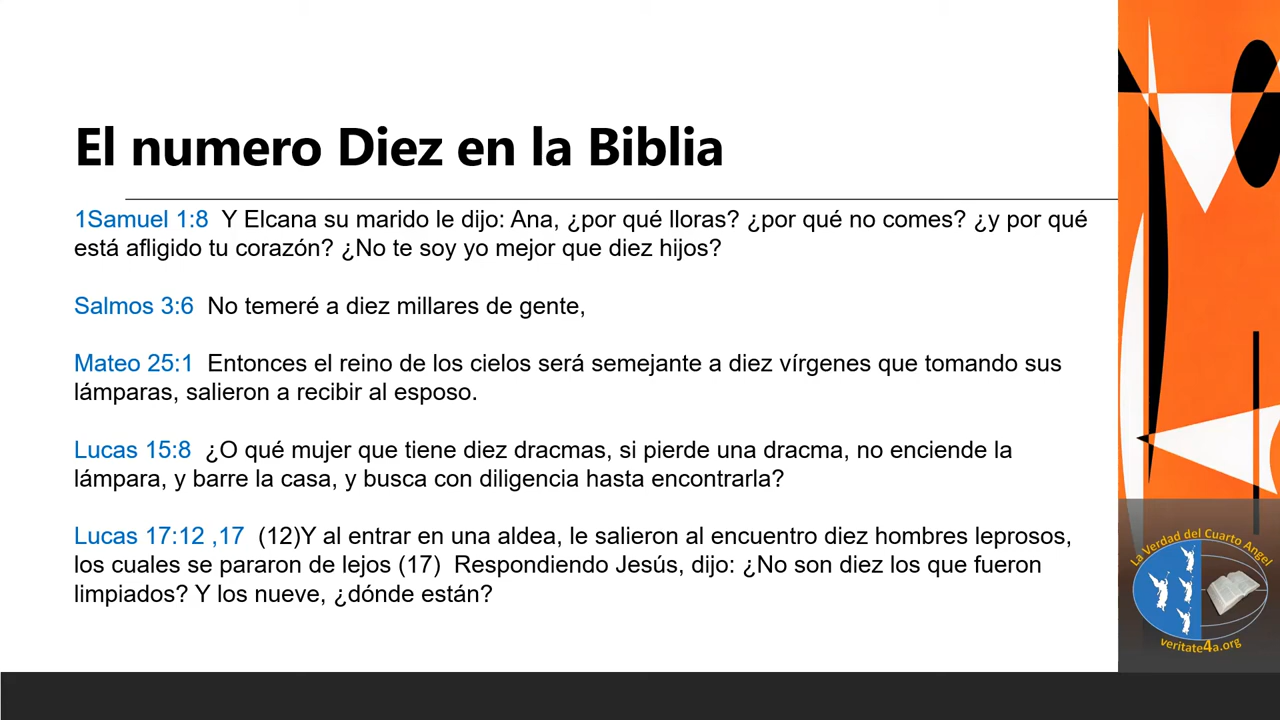 El numero Diez en la Biblia
1Samuel 1:8 Y Elcana su marido le dijo: Ana, ¿por qué lloras? ¿por qué no comes? ¿y por qué
está afligido tu corazón? ¿No te soy yo mejor que diez hijos?
Salmos 3:6 No temeré a diez millares de gente,
Mateo 25:1 Entonces el reino de los cielos será semejante a diez vírgenes que tomando sus
lámparas, salieron a recibir al esposo.
Lucas 15:8 ¿O qué mujer que tiene diez dracmas, si pierde una dracma, no enciende la
lámpara, y barre la casa, y busca con diligencia hasta encontrarla?
Lucas 17:12 ,17 (12)Y al entrar en una aldea, le salieron al encuentro diez hombres leprosos,
los cuales se pararon de lejos (17) Respondiendo Jesús, dijo: ¿No son diez los que fueron
limpiados? Y los nueve, ¿dónde están?
La Verdad del Cuarto Angel
veritate4a.org